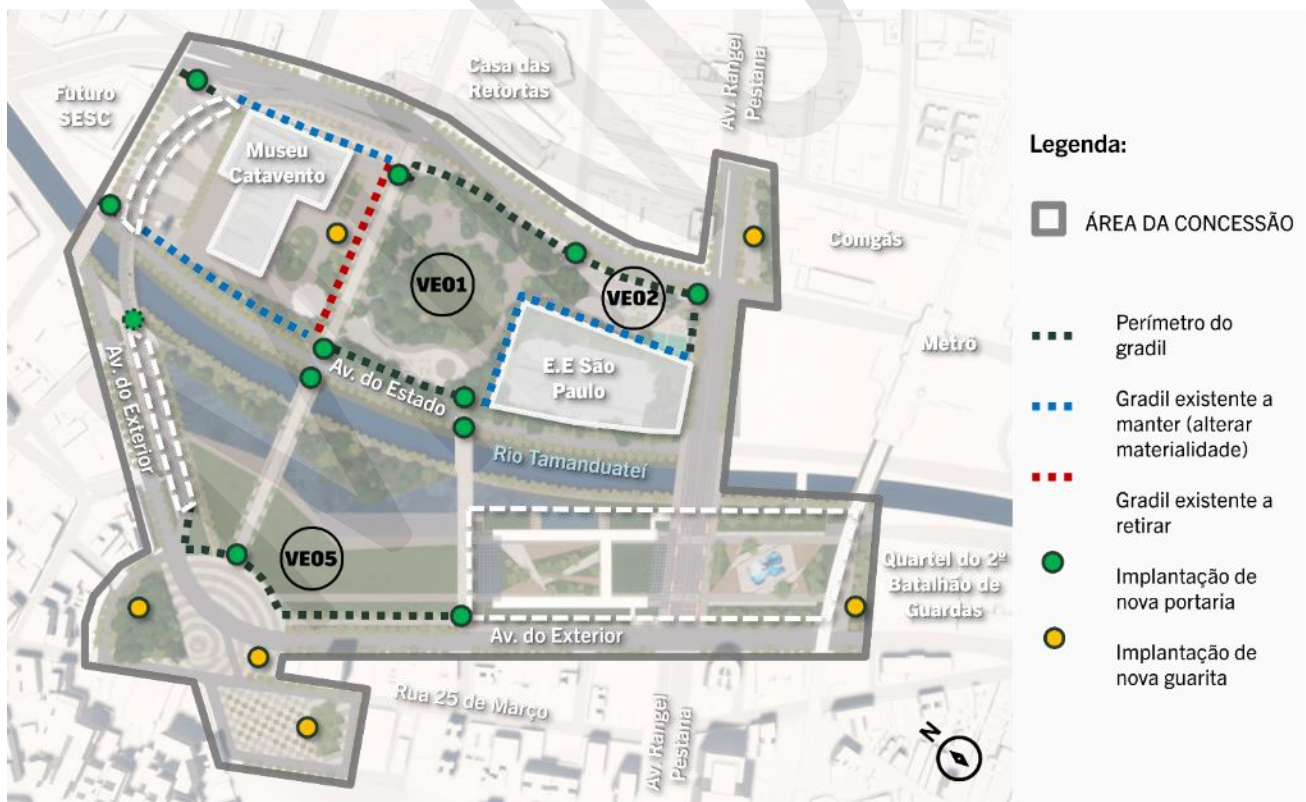 Futuro
SESC
Casa das
Retortas
Av. Rangel
Pestana
Museu
Catavento
Comgás
VE01
VE02
Metrô
E.E São
Paulo
Av. do Estado
Av. do Exterior
Rio Tamanduateí
VE05
Quartel do 2º
Batalhão de
Guardas
Av. do Exterior
Rua 25 de Março
Av. Rangel
Pestana
N
Legenda:
ÁREA DA CONCESSÃO
Perímetro do
gradil
Gradil existente a
manter (alterar
materialidade)
Gradil existente a
retirar
Implantação de
nova portaria
Implantação de
nova guarita